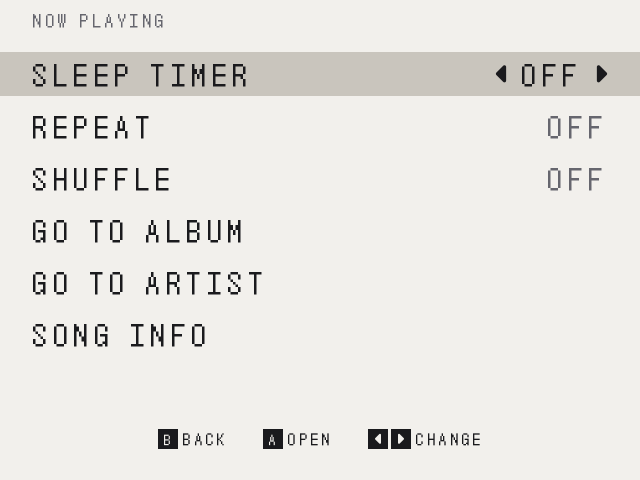 NOW PLAYING
SLEEP TIMER OFF
REPEAT OFF
SHUFFLE OFF
GO TO ALBUM
GO TO ARTIST
SONG INFO
B BACK A OPEN CHANGE